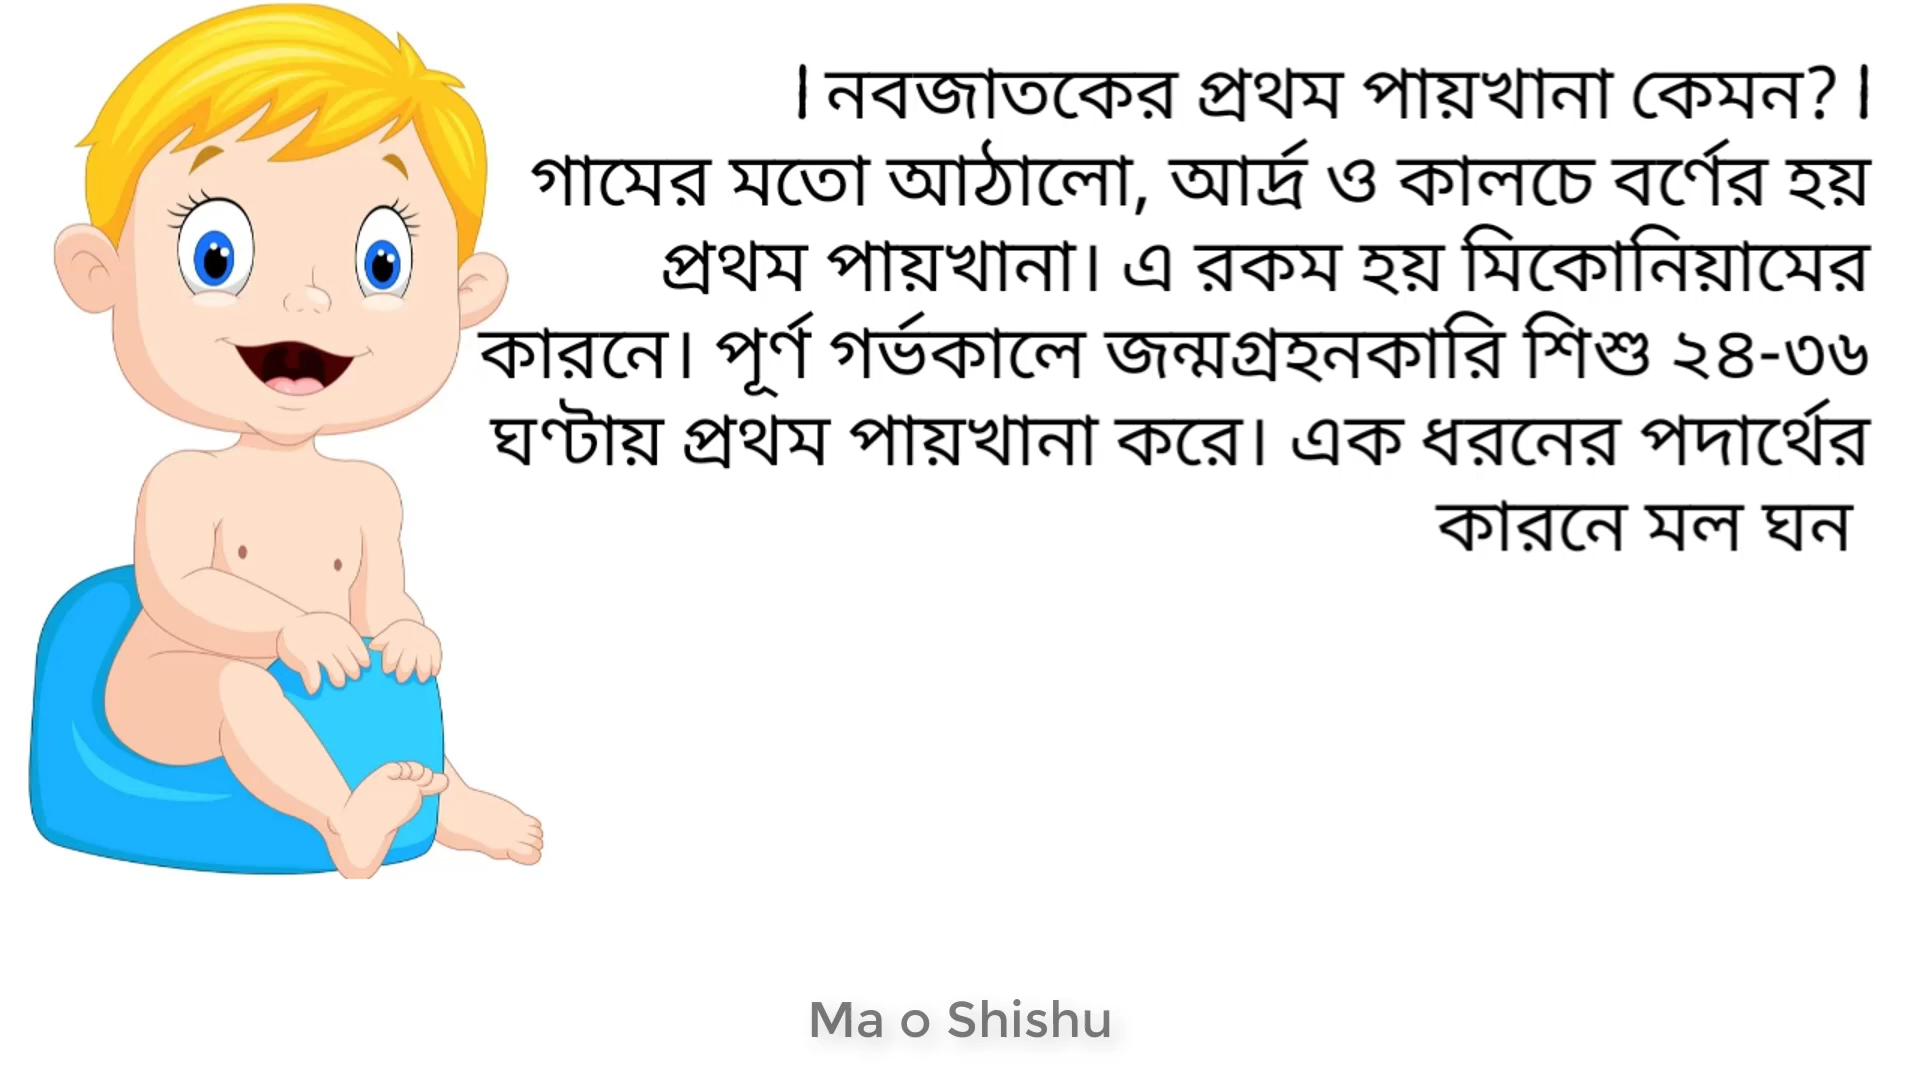 | নবজাতকের প্রথম পায়খানা কেমন? |
গামের মতো আঠালো, আর্দ্র ও কালচে বর্ণের হয়
প্রথম পায়খানা। এ রকম হয় মিকোনিয়ামের
কারনে। পূর্ণ গর্ভকালে জন্মগ্রহনকারি শিশু ২৪-৩৬
ঘণ্টায় প্রথম পায়খানা করে। এক ধরনের পদার্থের
কারনে মল ঘন
Ma o Shishu